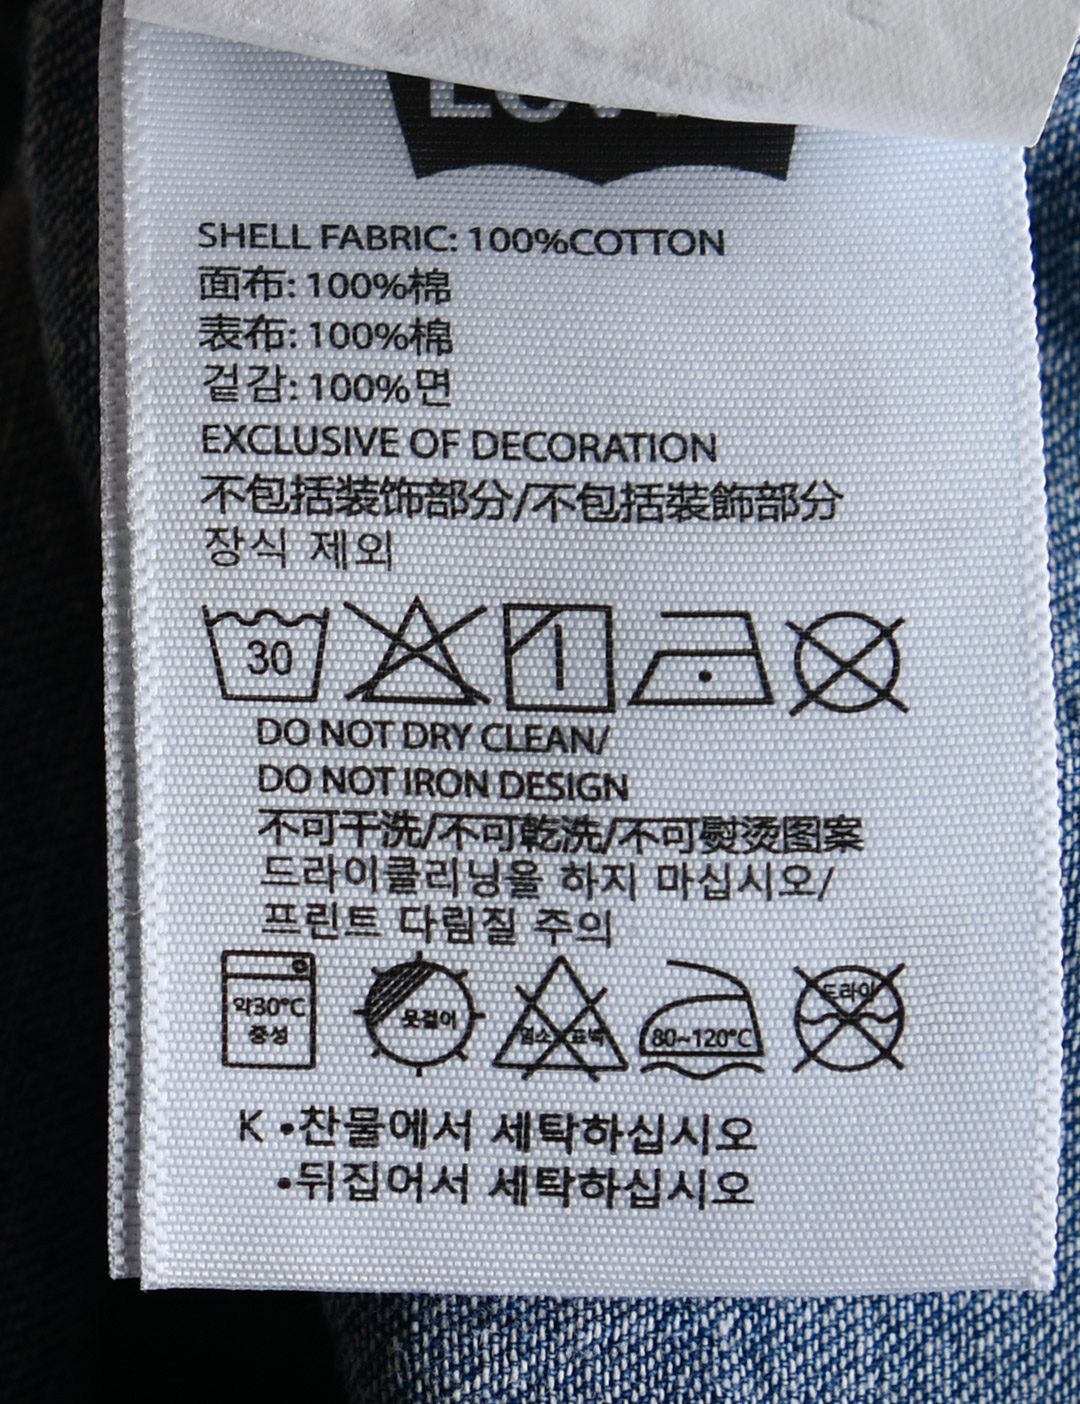 SHELL FABRIC: 100%COTTON
面布: 100%棉
表布: 100%棉
겉감: 100%면
EXCLUSIVE OF DECORATION
不包括装饰部分/不包括裝飾部分
장식 제외
30
DO NOT DRY CLEAN/
DO NOT IRON DESIGN
不可干洗/不可乾洗/不可熨烫图案
드라이클리닝을 하지 마십시오/
프린트 다림질 주의
약30°C 옷걸이 염소 표백 80~120°C 드라이
중성
K •찬물에서 세탁하십시오
•뒤집어서 세탁하십시오